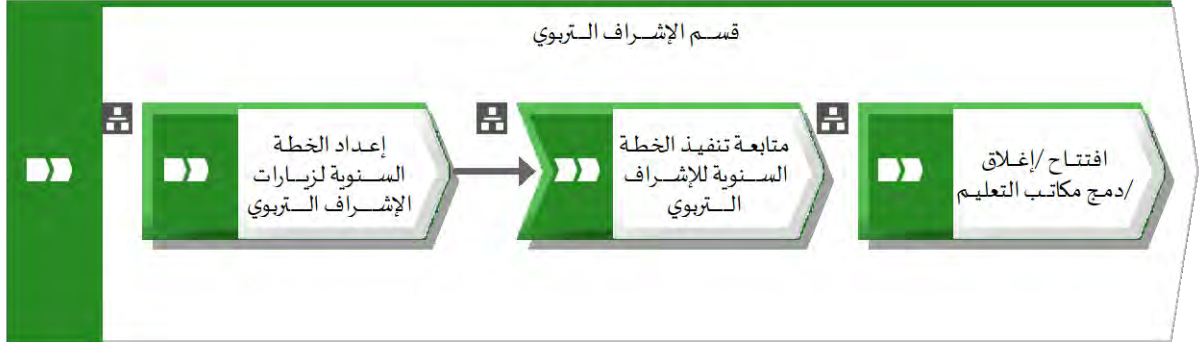 قسم الإشراف التربوي
إعداد الخطة
السنوية لزيارات
الإشراف التربوي
متابعة تنفيذ الخطة
السنوية للإشراف
التربوي
افتتاح /إغلاق
/دمج مكاتب التعليم